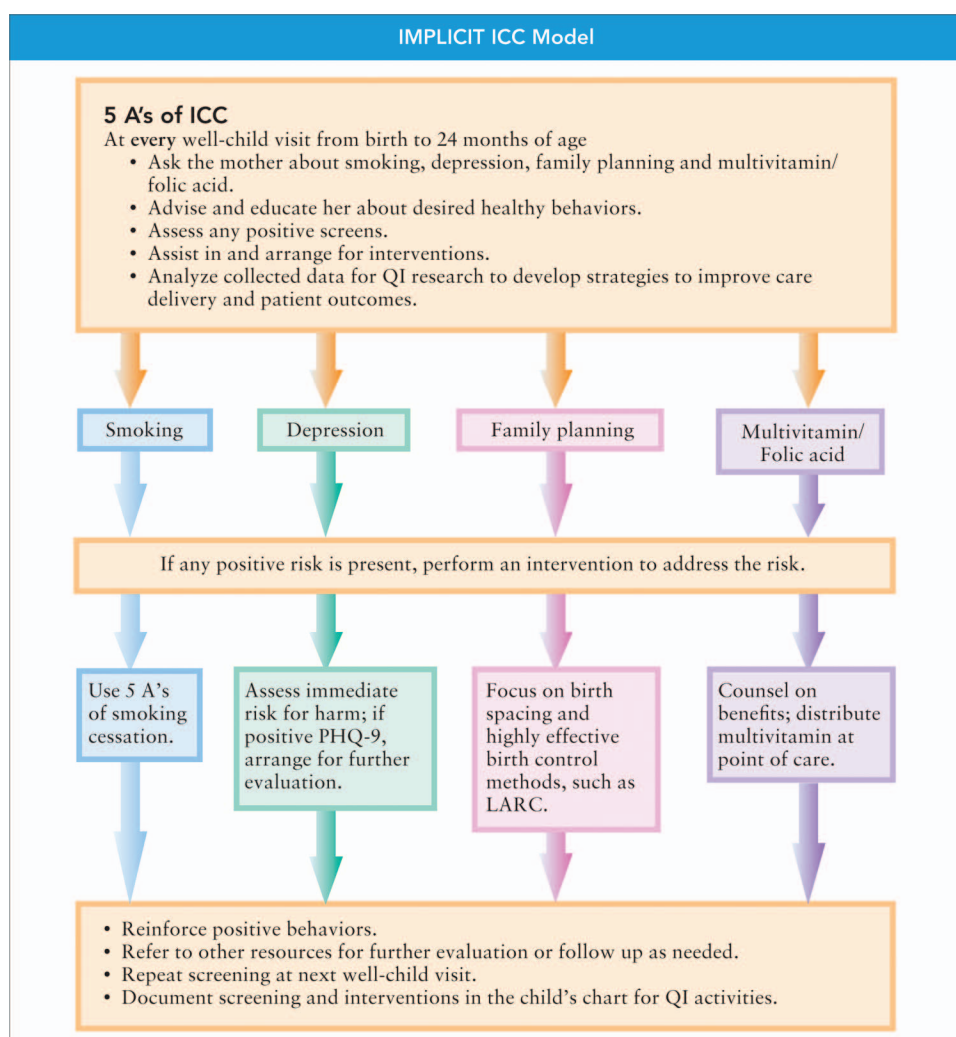 IMPLICIT ICC Model
5 A's of ICC
At every well-child visit from birth to 24 months of age
• Ask the mother about smoking, depression, family planning and multivitamin/
folic acid.
• Advise and educate her about desired healthy behaviors.
• Assess any positive screens.
• Assist in and arrange for interventions.
• Analyze collected data for QI research to develop strategies to improve care
delivery and patient outcomes.
Smoking
Depression
Family planning
Multivitamin/
Folic acid
If any positive risk is present, perform an intervention to address the risk.
Use 5 A's
of smoking
cessation.
Assess immediate
risk for harm; if
positive PHQ-9,
arrange for further
evaluation.
Focus on birth
spacing and
highly effective
birth control
methods, such as
LARC.
Counsel on
benefits; distribute
multivitamin at
point of care.
• Reinforce positive behaviors.
• Refer to other resources for further evaluation or follow up as needed.
• Repeat screening at next well-child visit.
• Document screening and interventions in the child's chart for QI activities.